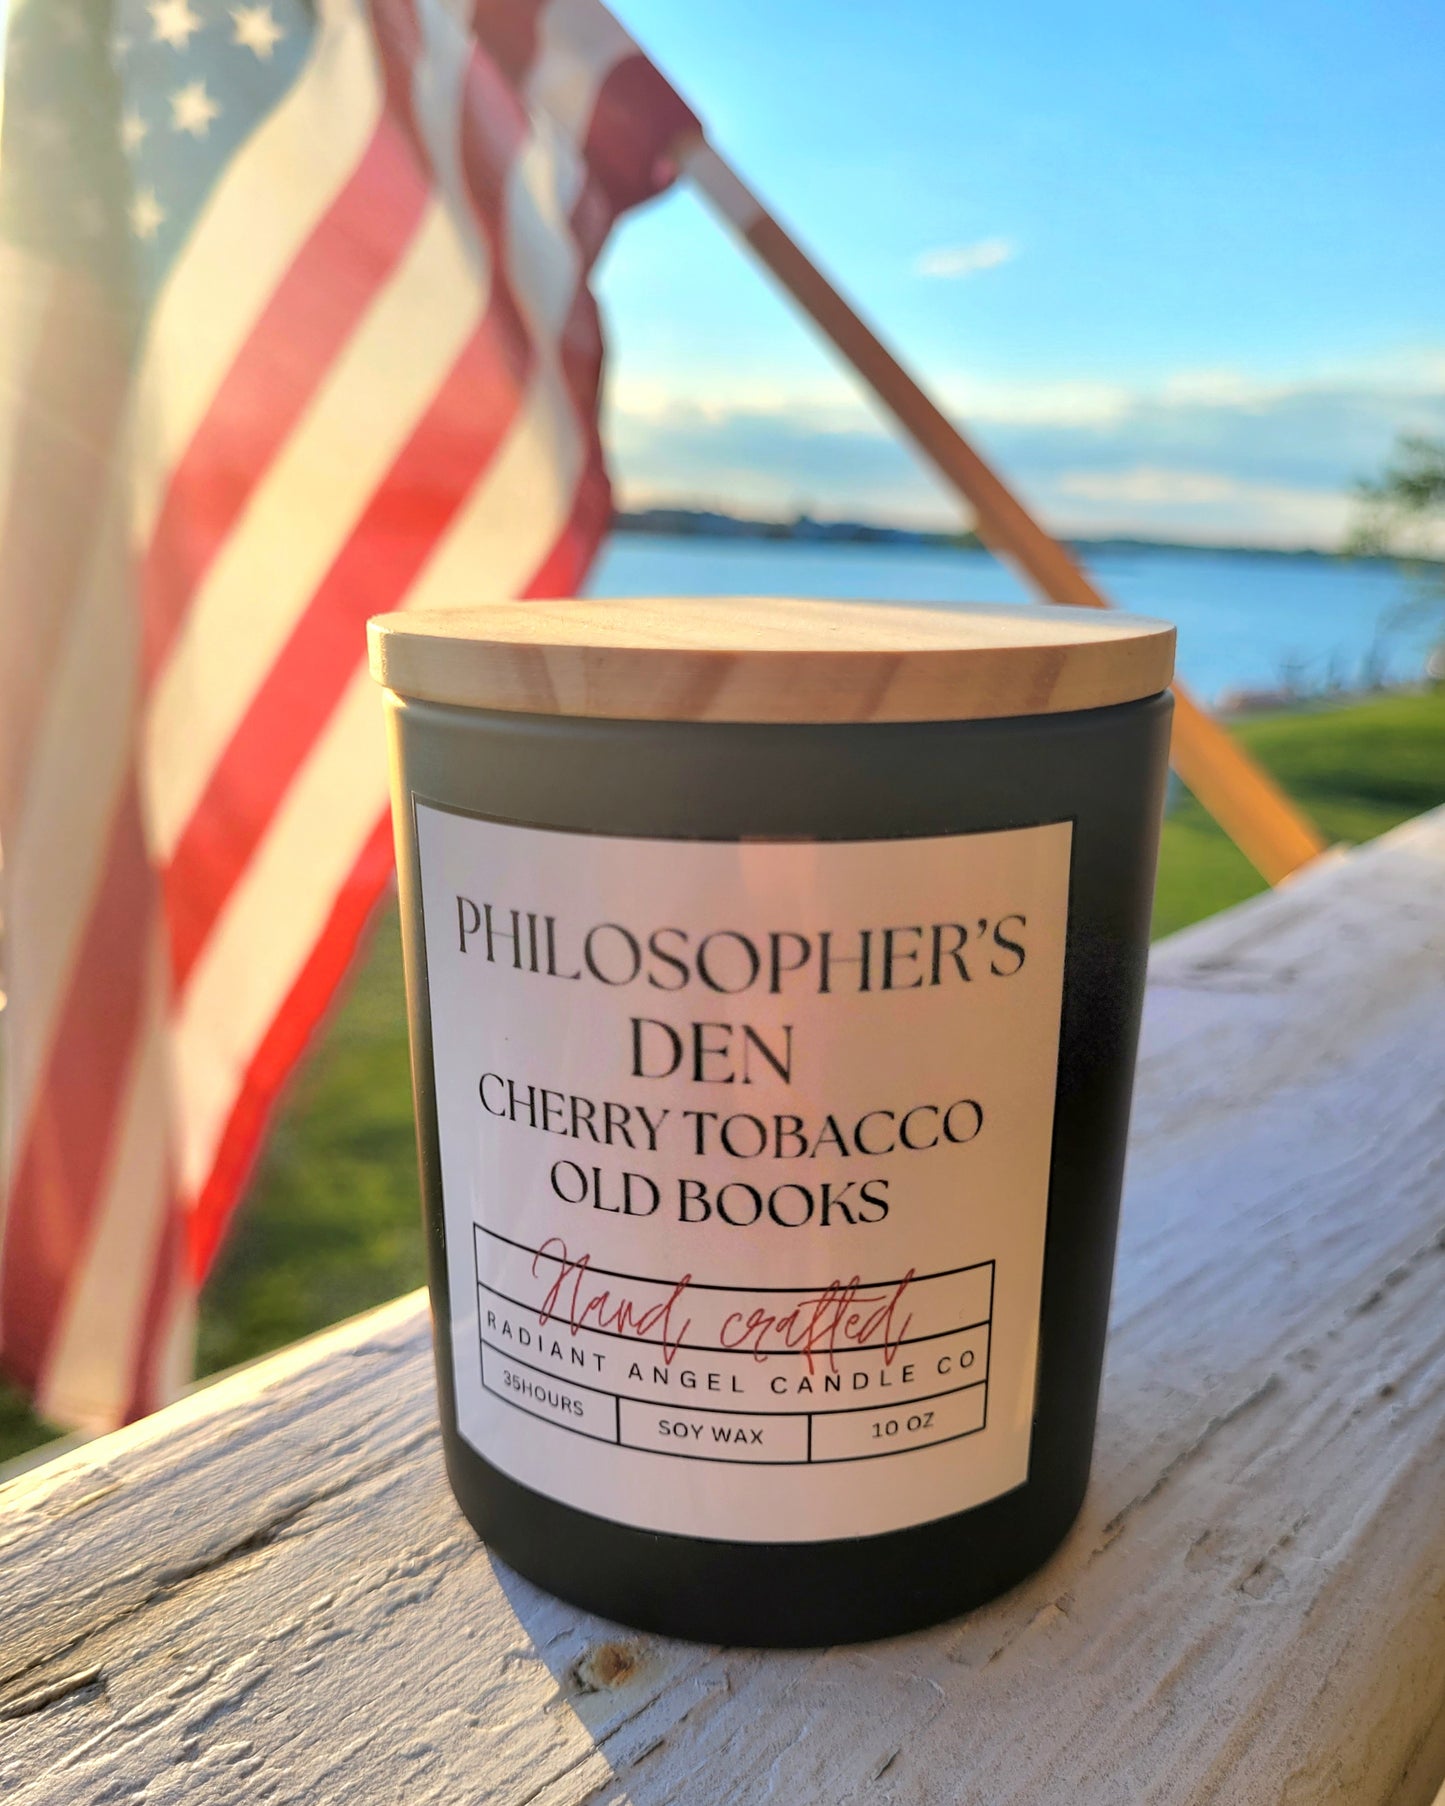 PHILOSOPHER'S
DEN
CHERRY TOBACCO
OLD BOOKS
Hand crafted
RADIANT ANGEL CANDLE CO
35HOURS SOY WAX 10 OZ